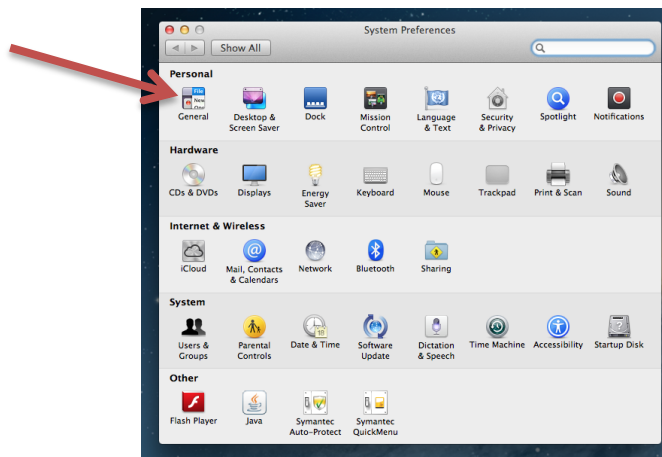 System Preferences
Show All
Personal
File
New
General
Desktop &
Screen Saver
Dock
Mission
Control
Language
& Text
Security
& Privacy
Spotlight
Notifications
Hardware
CDs & DVDs
Displays
Energy
Saver
Keyboard
Mouse
Trackpad
Print & Scan
Sound
Internet & Wireless
iCloud
@
Mail, Contacts
& Calendars
Network
Bluetooth
Sharing
System
Users &
Groups
Parental
Controls
18
Date & Time
Software
Update
Dictation
& Speech
Time Machine
Accessibility
?
Startup Disk
Other
Flash Player
Java
Symantec
Auto-Protect
Symantec
QuickMenu